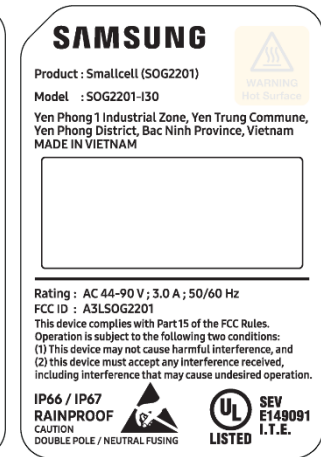 SAMSUNG
WARNING
Hot Surface
Product : Smallcell (SOG2201)
Model : SOG2201-I30
Yen Phong 1 Industrial Zone, Yen Trung Commune,
Yen Phong District, Bac Ninh Province, Vietnam
MADE IN VIETNAM
Rating : AC 44-90 V ; 3.0 A ; 50/60 Hz
FCC ID : A3LSOG2201
This device complies with Part 15 of the FCC Rules.
Operation is subject to the following two conditions:
(1) This device may not cause harmful interference, and
(2) this device must accept any interference received,
including interference that may cause undesired operation.
IP66 / IP67
RAINPROOF
CAUTION
DOUBLE POLE / NEUTRAL FUSING
UL
LISTED
SEV
E149091
I.T.E.